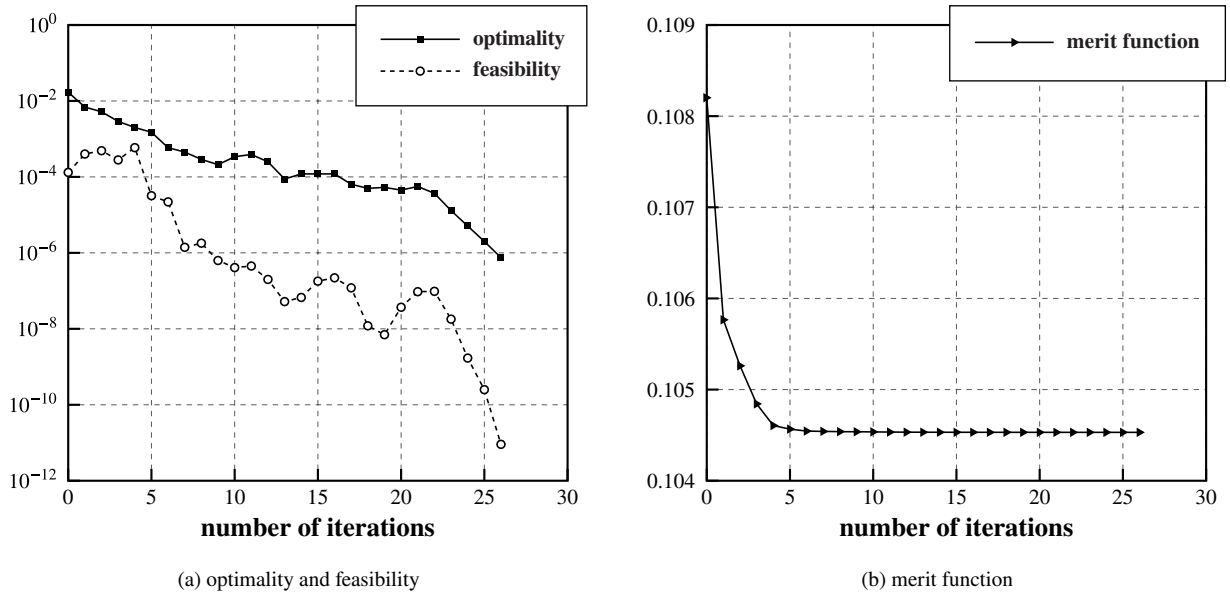 10⁰
10⁻²
10⁻⁴
10⁻⁶
10⁻⁸
10⁻¹⁰
10⁻¹²
0 5 10 15 20 25 30
number of iterations
optimality
feasibility
(a) optimality and feasibility
0.109
0.108
0.107
0.106
0.105
0.104
0 5 10 15 20 25 30
number of iterations
merit function
(b) merit function